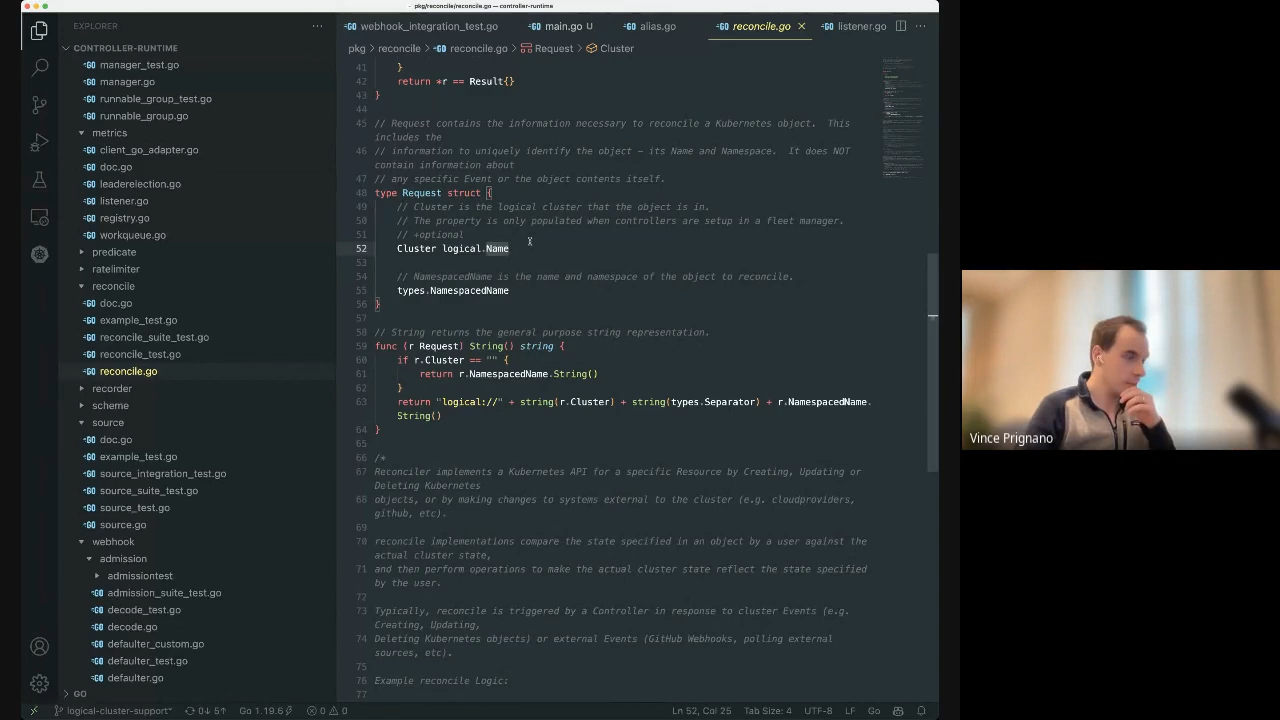 pkg/reconcile/reconcile.go — controller-runtime
EXPLORER
CONTROLLER-RUNTIME
manager_test.go
manager.go
runnable_group_test.go
runnable_group.go
metrics
client_go_adapter.go
doc.go
leaderelection.go
listener.go
registry.go
workqueue.go
predicate
ratelimiter
reconcile
doc.go
example_test.go
reconcile_suite_test.go
reconcile_test.go
reconcile.go
recorder
scheme
source
doc.go
example_test.go
source_integration_test.go
source_suite_test.go
source_test.go
source.go
webhook
admission
admissiontest
admission_suite_test.go
decode_test.go
decode.go
defaulter_custom.go
defaulter_test.go
defaulter.go
GO
webhook_integration_test.go main.go U alias.go reconcile.go listener.go
pkg > reconcile > reconcile.go > Request > Cluster
41 }
42 return *r == Result{}
43 }
44
45 // Request contains the information necessary to reconcile a Kubernetes object. This
includes the
46 // information to uniquely identify the object - its Name and Namespace. It does NOT
contain information about
47 // any specific Event or the object contents itself.
48 type Request struct {
49 // Cluster is the logical cluster that the object is in.
50 // The property is only populated when controllers are setup in a fleet manager.
51 // +optional
52 Cluster logical.Name
53
54 // NamespacedName is the name and namespace of the object to reconcile.
55 types.NamespacedName
56 }
57
58 // String returns the general purpose string representation.
59 func (r Request) String() string {
60 if r.Cluster == "" {
61 return r.NamespacedName.String()
62 }
63 return "logical://" + string(r.Cluster) + string(types.Separator) + r.NamespacedName.
String()
64 }
65
66 /*
67 Reconciler implements a Kubernetes API for a specific Resource by Creating, Updating or
Deleting Kubernetes
68 objects, or by making changes to systems external to the cluster (e.g. cloudproviders,
github, etc).
69
70 reconcile implementations compare the state specified in an object by a user against the
actual cluster state,
71 and then perform operations to make the actual cluster state reflect the state specified
by the user.
72
73 Typically, reconcile is triggered by a Controller in response to cluster Events (e.g.
Creating, Updating,
74 Deleting Kubernetes objects) or external Events (GitHub Webhooks, polling external
sources, etc).
75
76 Example reconcile Logic:
77
logical-cluster-support* 0↓ 5↑ Go 1.19.6 0 0 Ln 52, Col 25 Tab Size: 4 UTF-8 LF Go
Vince Prignano